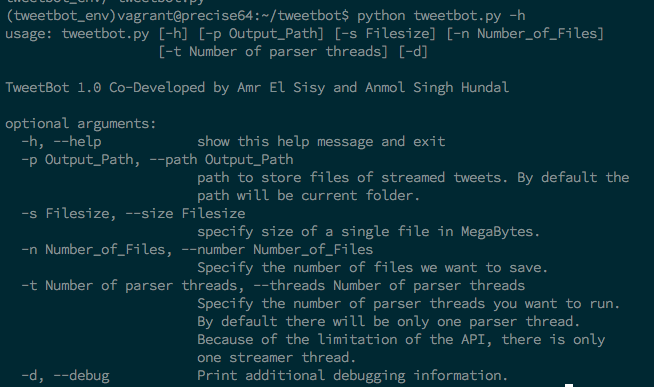 tweetbot_env/ tweetbot.py
(tweetbot_env)vagrant@precise64:~/tweetbot$ python tweetbot.py -h
usage: tweetbot.py [-h] [-p Output_Path] [-s Filesize] [-n Number_of_Files]
[-t Number of parser threads] [-d]
TweetBot 1.0 Co-Developed by Amr El Sisy and Anmol Singh Hundal
optional arguments:
-h, --help show this help message and exit
-p Output_Path, --path Output_Path
path to store files of streamed tweets. By default the
path will be current folder.
-s Filesize, --size Filesize
specify size of a single file in MegaBytes.
-n Number_of_Files, --number Number_of_Files
Specify the number of files we want to save.
-t Number of parser threads, --threads Number of parser threads
Specify the number of parser threads you want to run.
By default there will be only one parser thread.
Because of the limitation of the API, there is only
one streamer thread.
-d, --debug Print additional debugging information.